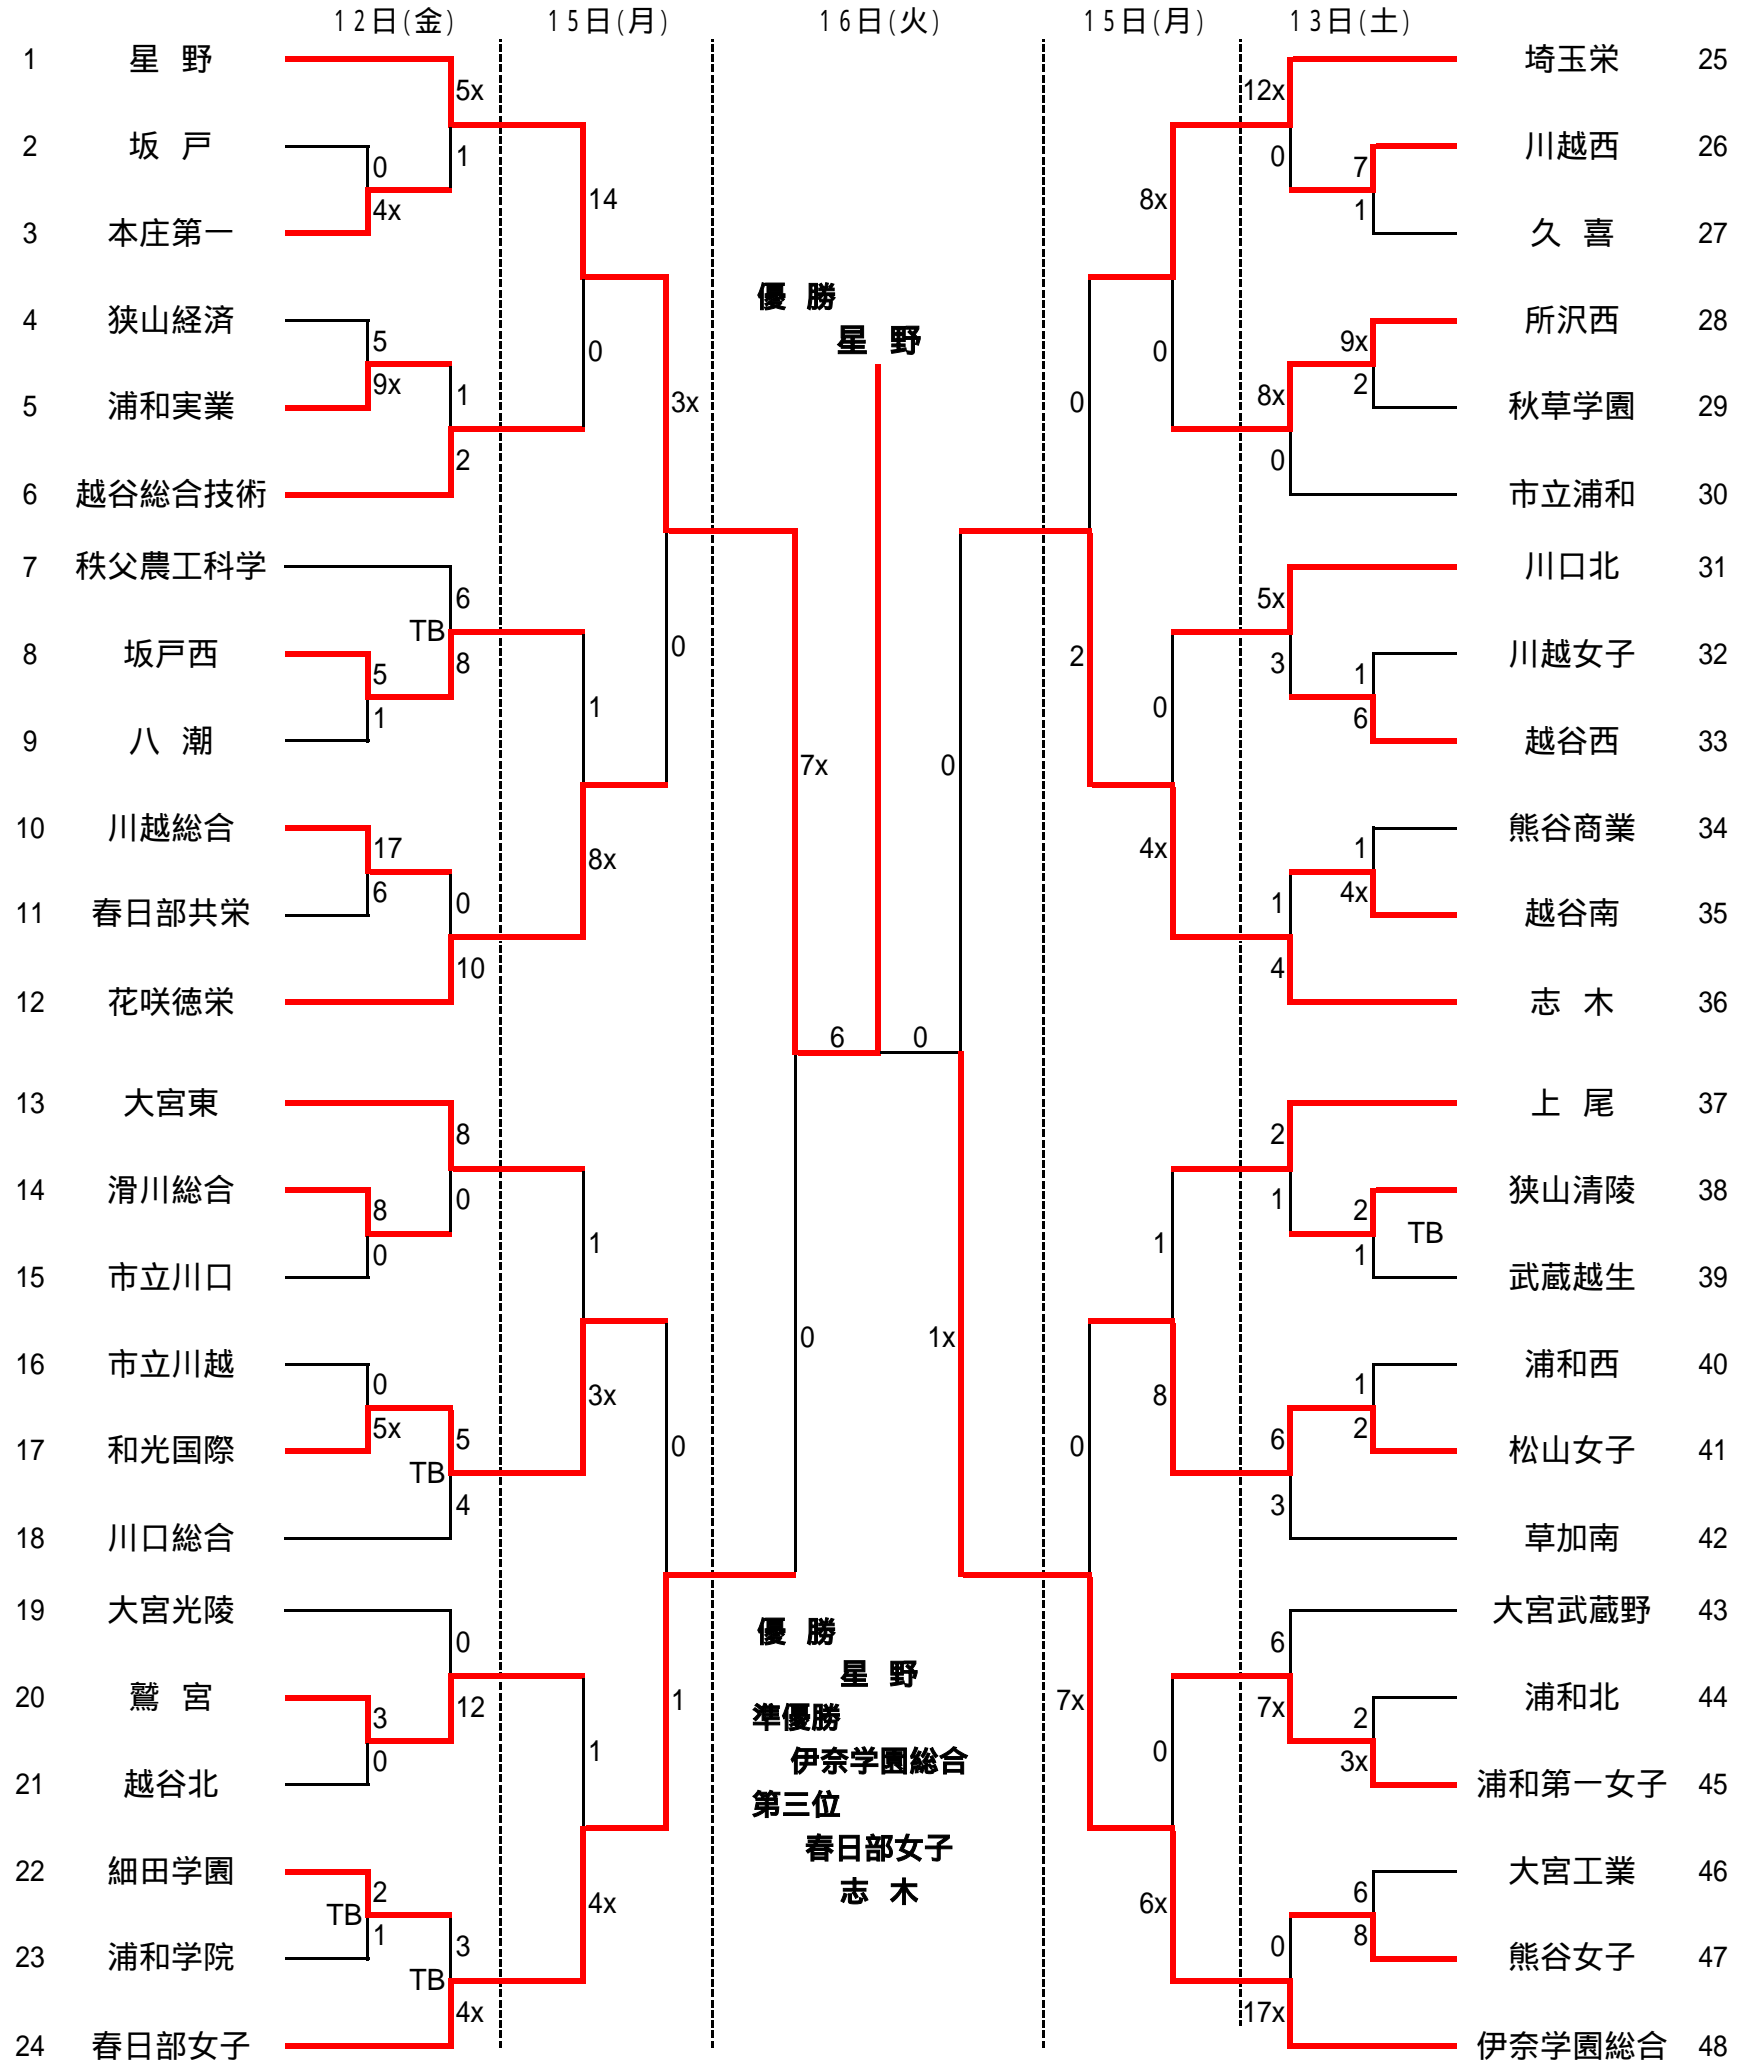 12日(金) 15日(月) 16日(火) 15日(月) 13日(土)
1 星 野 5x 12x 埼玉栄 25
2 坂 戸 0 1 0 7 川越西 26
4x 14 8x 1
3 本庄第一 久 喜 27
優 勝
4 狭山経済 5 0 星 野 0 9x 所沢西 28
9x 1 3x 0 8x 2
5 浦和実業 秋草学園 29
2 0
6 越谷総合技術 市立浦和 30
7 秩父農工科学 川口北 31
6 5x
TB
8 坂戸西 5 8 0 2 3 1 川越女子 32
1 1 0 6
9 八 潮 越谷西 33
7x 0
10 川越総合 17 8x 4x 1 熊谷商業 34
6 0 1 4x
11 春日部共栄 越谷南 35
10 4
12 花咲徳栄 志 木 36
6 0
13 大宮東 上 尾 37
8 2
14 滑川総合 8 0 1 2 狭山清陵 38
0 1 1 1 TB
15 市立川口 武蔵越生 39
0 1x
16 市立川越 0 3x 8 1 浦和西 40
5x 5 6 2
17 和光国際 TB 0 0 松山女子 41
4 3
18 川口総合 草加南 42
19 大宮光陵 大宮武蔵野 43
0 優 勝 6
星 野
20 鷲 宮 3 12 1 7x 7x 2 浦和北 44
準優勝
0 1 伊奈学園総合 0 3x
21 越谷北 浦和第一女子 45
第三位
春日部女子
22 細田学園 2 4x 志 木 6x 6 大宮工業 46
TB 1 3 0 8
23 浦和学院 TB 熊谷女子 47
4x 17x
24 春日部女子 伊奈学園総合 48